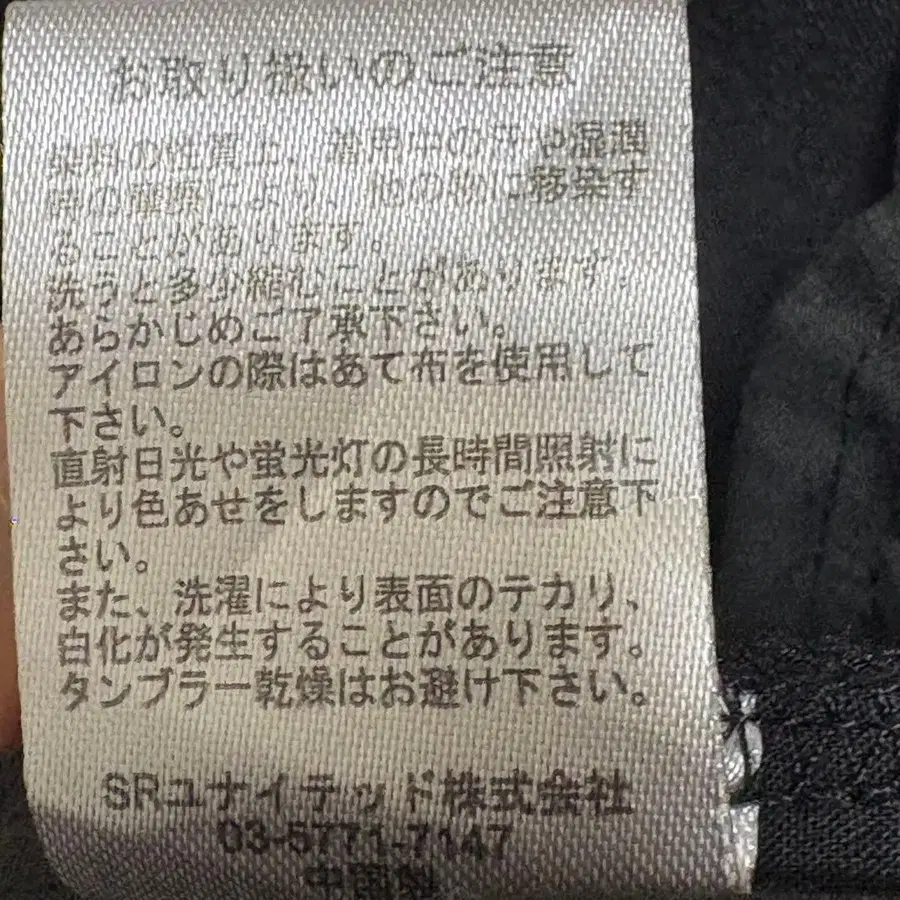 お取り扱いのご注意
染料の性質上、着用中の汗や湿潤
時の摩擦により、他の物に移染す
ることがあります。
洗うと多少縮むことがあります。
あらかじめご了承下さい。
アイロンの際はあて布を使用して
下さい。
直射日光や蛍光灯の長時間照射に
より色あせをしますのでご注意下
さい。
また、洗濯により表面のテカリ、
白化が発生することがあります。
タンブラー乾燥はお避け下さい。
SRユナイテッド株式会社
03-5771-7147
中国製